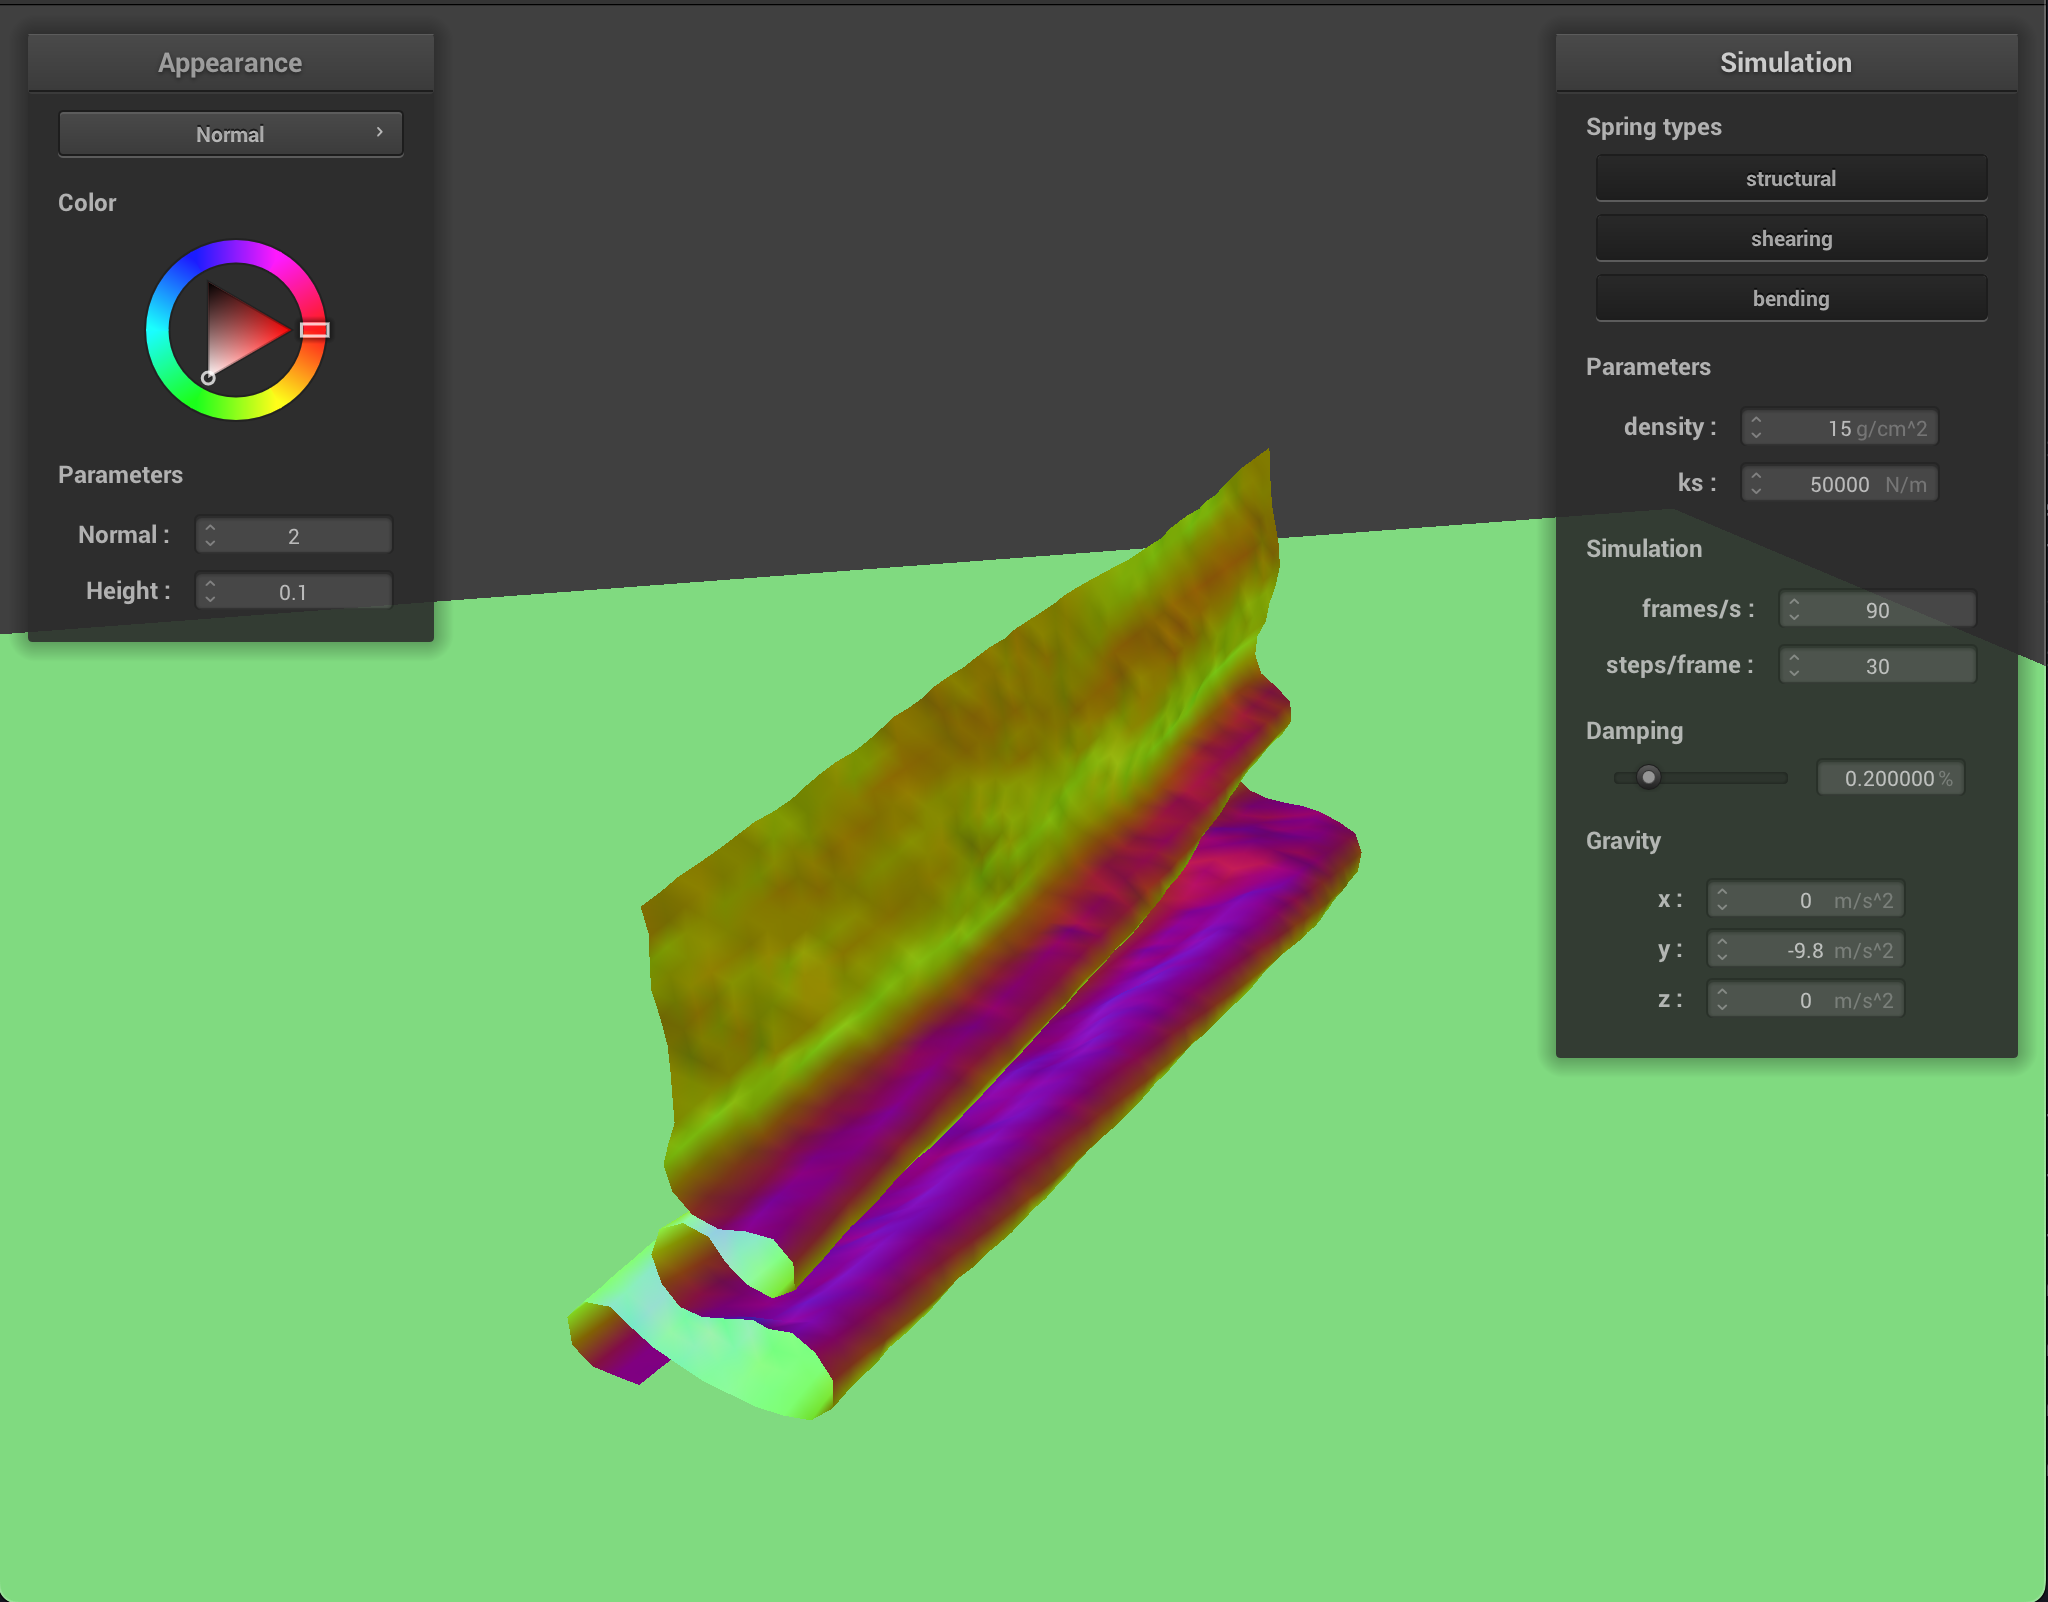 Appearance
Normal
Color
Parameters
Normal : 2
Height : 0.1
Simulation
Spring types
structural
shearing
bending
Parameters
density : 15 g/cm^2
ks : 50000 N/m
Simulation
frames/s : 90
steps/frame : 30
Damping
0.200000 %
Gravity
x : 0 m/s^2
y : -9.8 m/s^2
z : 0 m/s^2